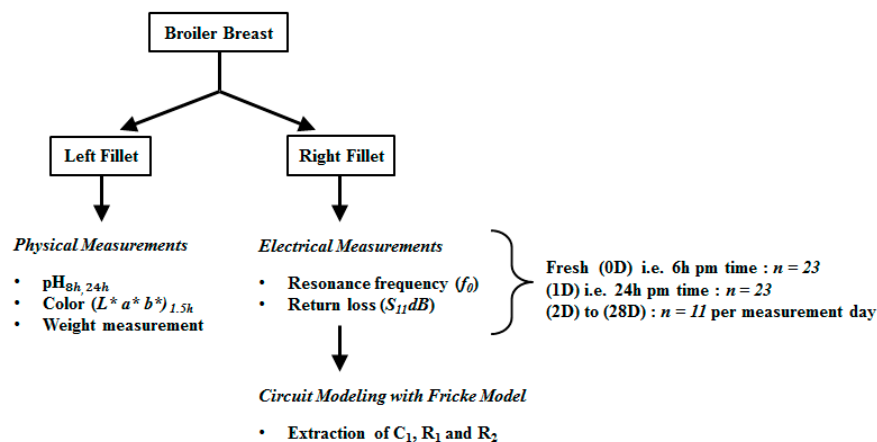 Broiler Breast
Left Fillet
Right Fillet
Physical Measurements
• pH8h, 24h
• Color (L* a* b*)1.5h
• Weight measurement
Electrical Measurements
• Resonance frequency (f0)
• Return loss (S11dB)
Fresh (0D) i.e. 6h pm time : n = 23
(1D) i.e. 24h pm time : n = 23
(2D) to (28D) : n = 11 per measurement day
Circuit Modeling with Fricke Model
• Extraction of C1, R1 and R2